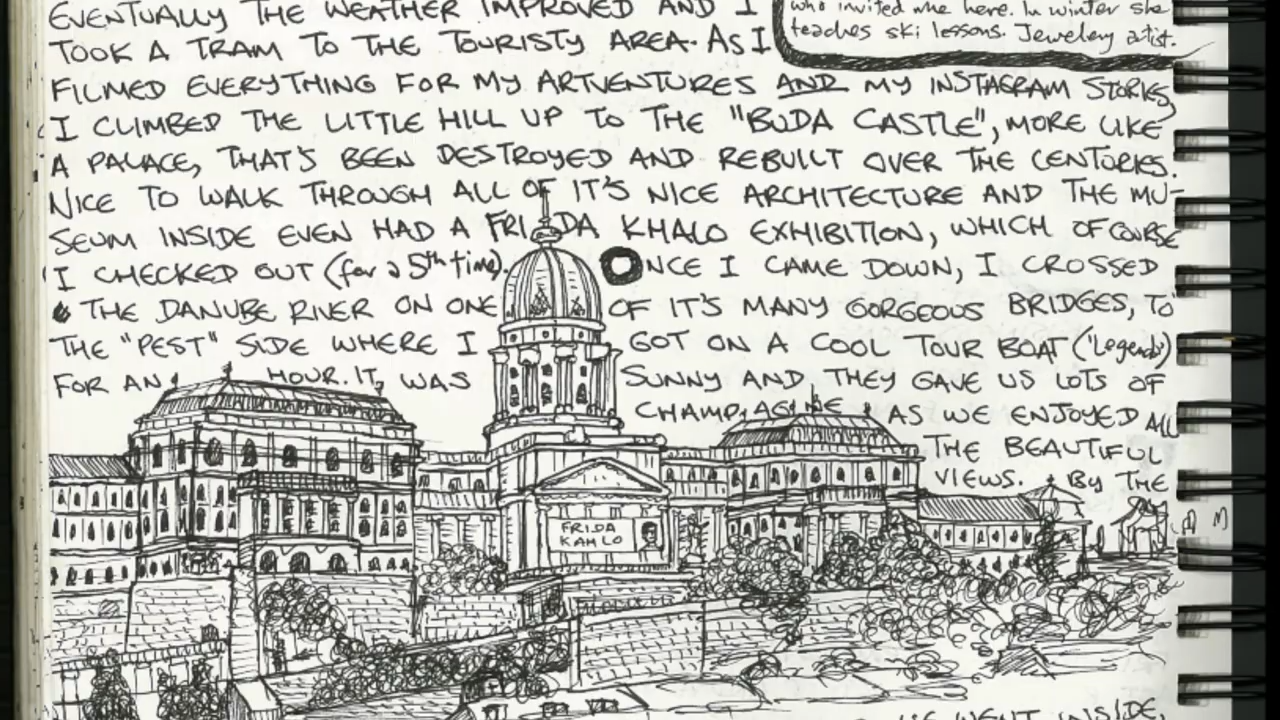 EVENTUALLY THE WEATHER IMPROVED AND I
TOOK A TRAM TO THE TOURISTY AREA. AS I
who invited me here. In winter she
teaches ski lessons. Jewelery artist.
FILMED EVERYTHING FOR MY ARTVENTURES AND MY INSTAGRAM STORIES,
I CLIMBED THE LITTLE HILL UP TO THE "BUDA CASTLE", MORE LIKE
A PALACE, THAT'S BEEN DESTROYED AND REBUILT OVER THE CENTURIES.
NICE TO WALK THROUGH ALL OF IT'S NICE ARCHITECTURE AND THE MU-
SEUM INSIDE EVEN HAD A FRIDA KHALO EXHIBITION, WHICH OF COURSE
I CHECKED OUT (for a 5th time). ONCE I CAME DOWN, I CROSSED
THE DANUBE RIVER ON ONE OF IT'S MANY GORGEOUS BRIDGES, TO
THE "PEST" SIDE WHERE I GOT ON A COOL TOUR BOAT ("Legenda")
FOR AN HOUR. IT WAS SUNNY AND THEY GAVE US LOTS OF
CHAMPAGNE AS WE ENJOYED ALL
THE BEAUTIFUL
VIEWS. BY THE
FRIDA
KAHLO
WE WENT INSIDE,